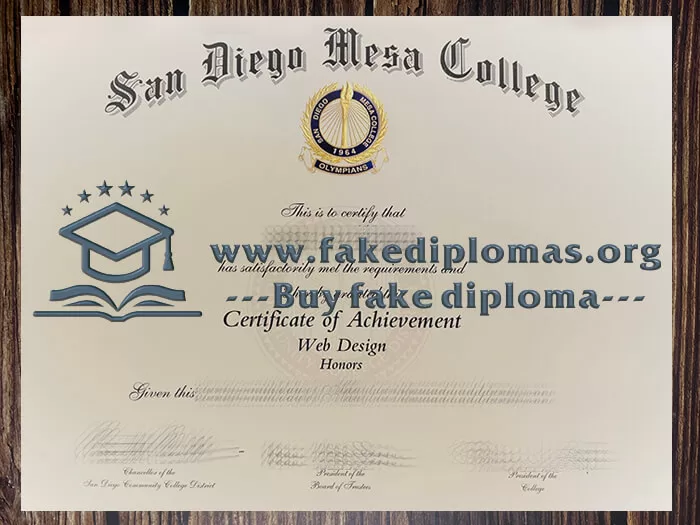 San Diego Mesa College
SAN DIEGO MESA COLLEGE
1964
OLYMPIANS
This is to certify that
www.fakediplomas.org
has satisfactorily met the requirements and
---Buy fake diploma---
Certificate of Achievement
Web Design
Honors
Given this
Chancellor of the
San Diego Community College District
President of the
Board of Trustees
President of the
College